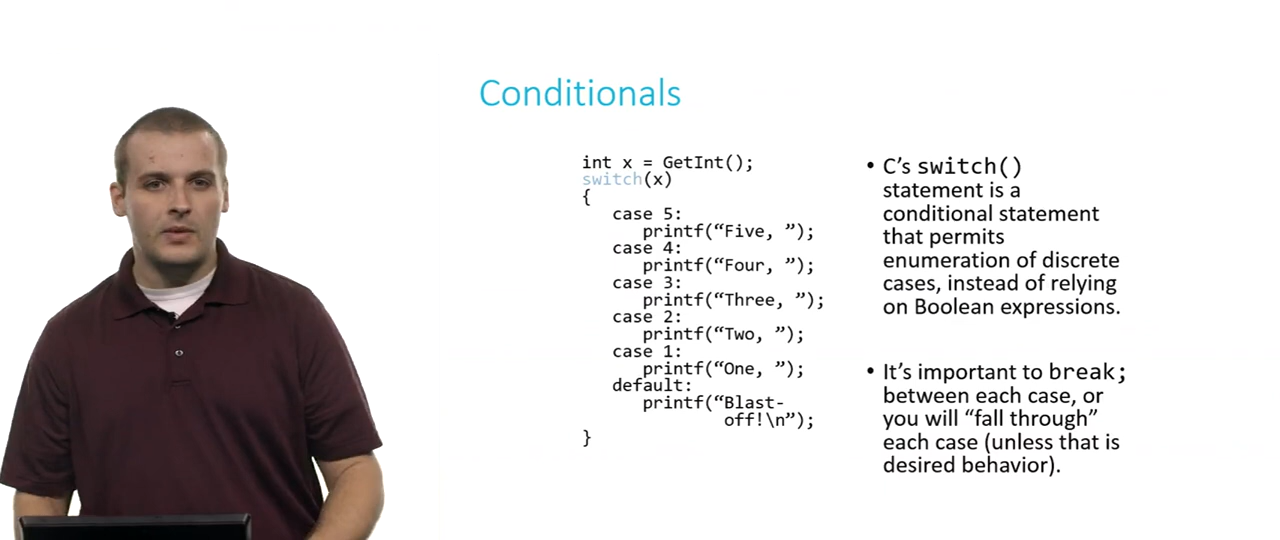 Conditionals
int x = GetInt();
switch(x)
{
case 5:
printf(“Five, ”);
case 4:
printf(“Four, ”);
case 3:
printf(“Three, ”);
case 2:
printf(“Two, ”);
case 1:
printf(“One, ”);
default:
printf(“Blast-
off!\n”);
}
• C’s switch()
statement is a
conditional statement
that permits
enumeration of discrete
cases, instead of relying
on Boolean expressions.
• It’s important to break;
between each case, or
you will “fall through”
each case (unless that is
desired behavior).